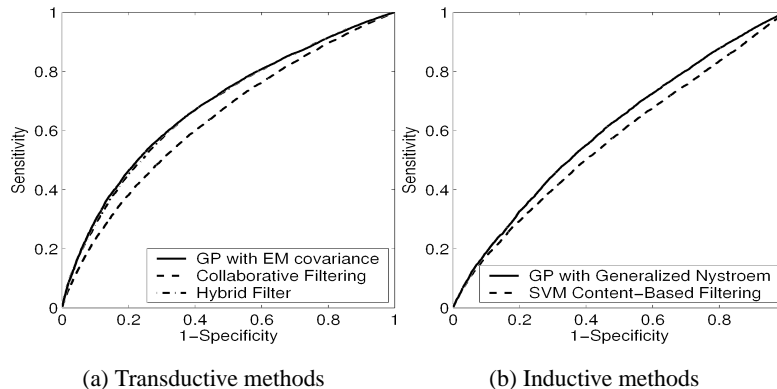 1
0.8
0.6
0.4
0.2
0
Sensitivity
GP with EM covariance
Collaborative Filtering
Hybrid Filter
0 0.2 0.4 0.6 0.8 1
1−Specificity
(a) Transductive methods
1
0.8
0.6
0.4
0.2
0
Sensitivity
GP with Generalized Nystroem
SVM Content−Based Filtering
0 0.2 0.4 0.6 0.8
1−Specificity
(b) Inductive methods